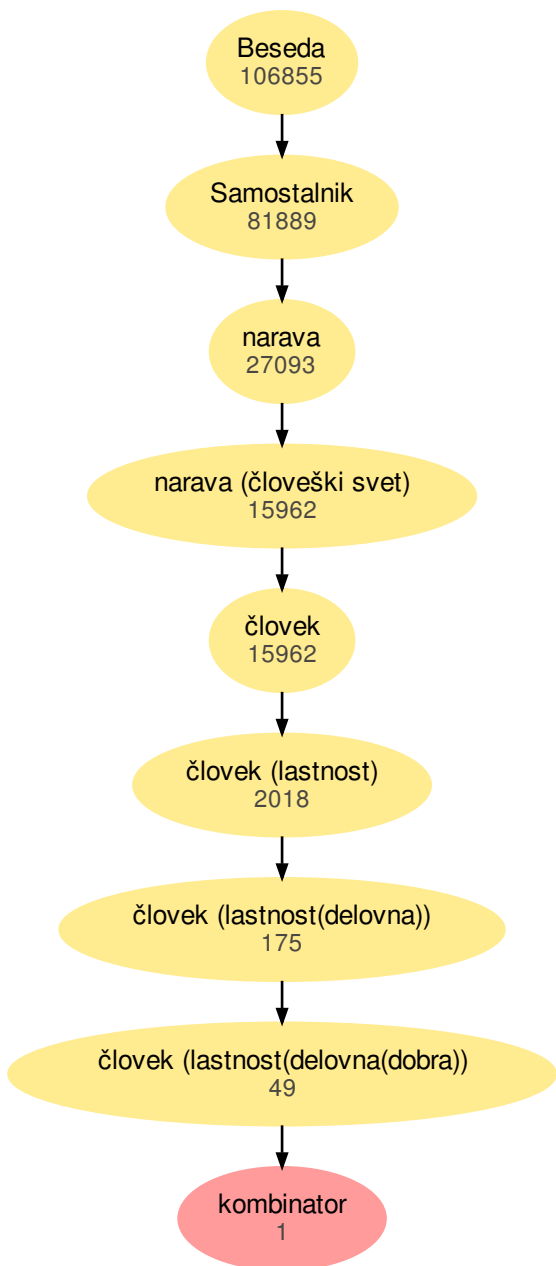 Beseda
106855
Samostalnik
81889
narava
27093
narava (človeški svet)
15962
človek
15962
človek (lastnost)
2018
človek (lastnost(delovna))
175
človek (lastnost(delovna(dobra))
49
kombinator
1